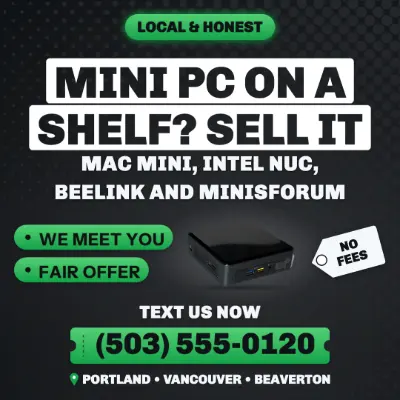 LOCAL & HONEST
MINI PC ON A
SHELF? SELL IT
MAC MINI, INTEL NUC,
BEELINK AND MINISFORUM
• WE MEET YOU
• FAIR OFFER
NO
FEES
TEXT US NOW
(503) 555-0120
PORTLAND • VANCOUVER • BEAVERTON